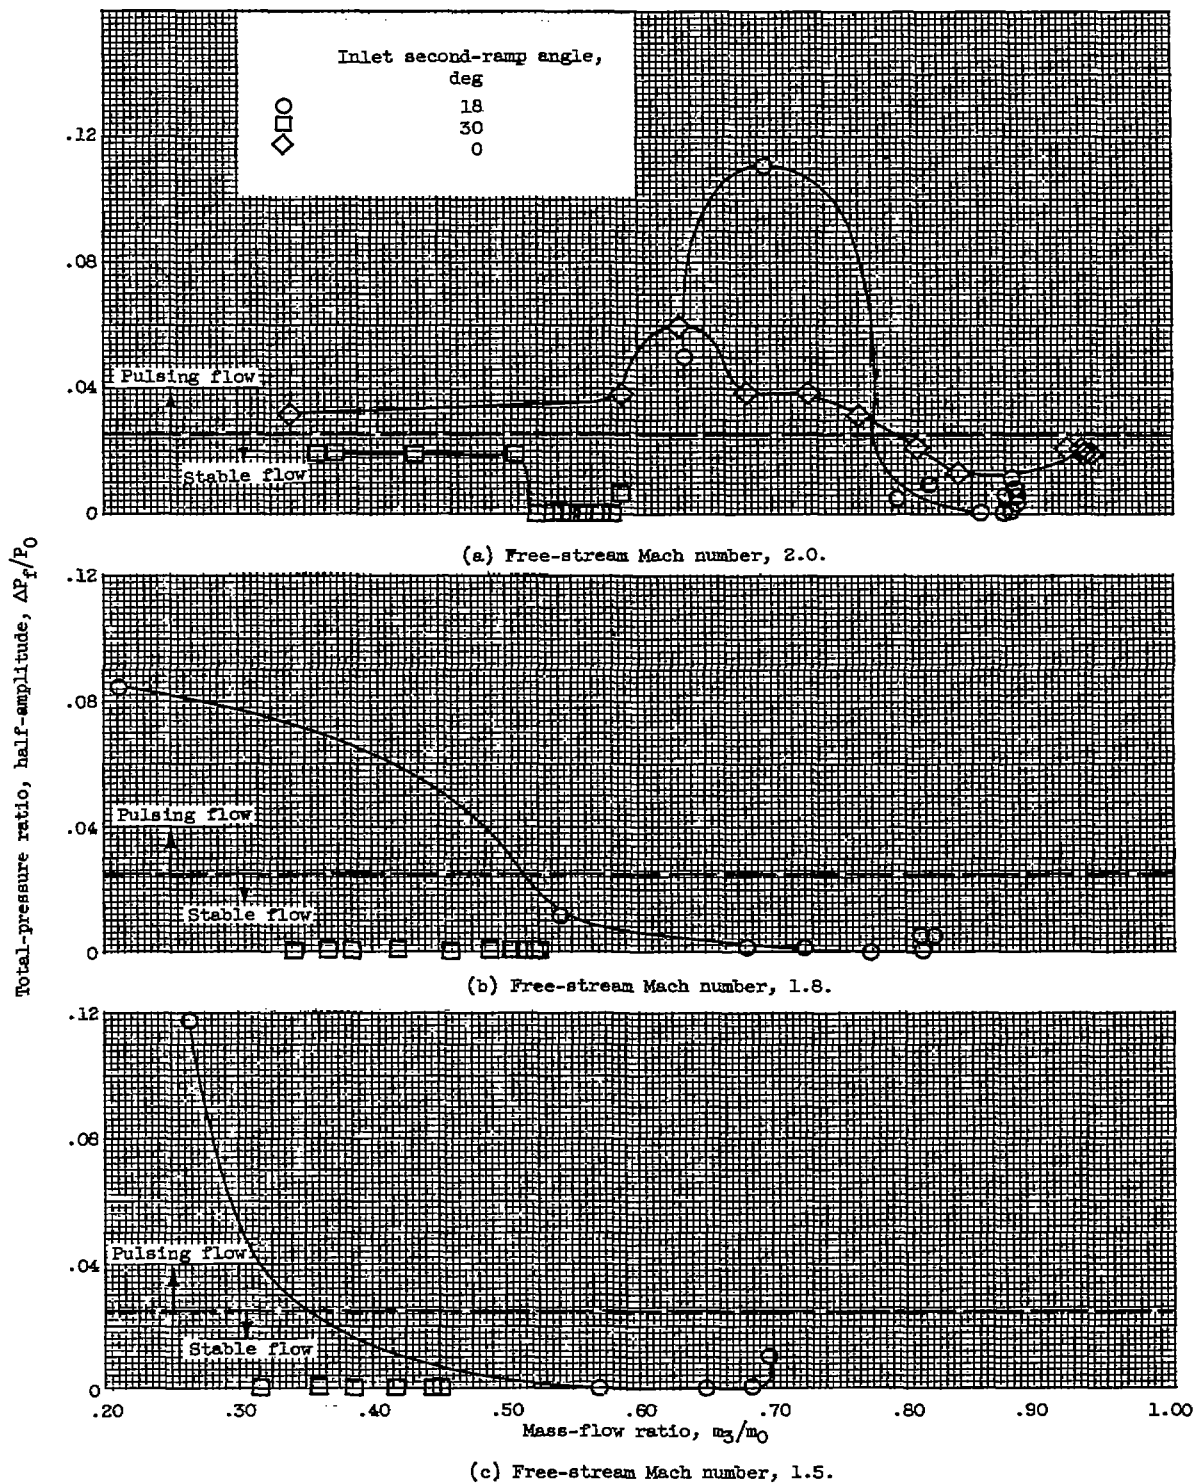 Inlet second-ramp angle,
deg
18
30
0
.12
.08
.04
Pulsing flow
Stable flow
0
(a) Free-stream Mach number, 2.0.
Total-pressure ratio, half-amplitude, ΔP_f/P_0
.12
.08
.04
Pulsing flow
Stable flow
0
(b) Free-stream Mach number, 1.8.
.12
.08
.04
Pulsing flow
Stable flow
0
.20 .30 .40 .50 .60 .70 .80 .90 1.00
Mass-flow ratio, m_3/m_0
(c) Free-stream Mach number, 1.5.